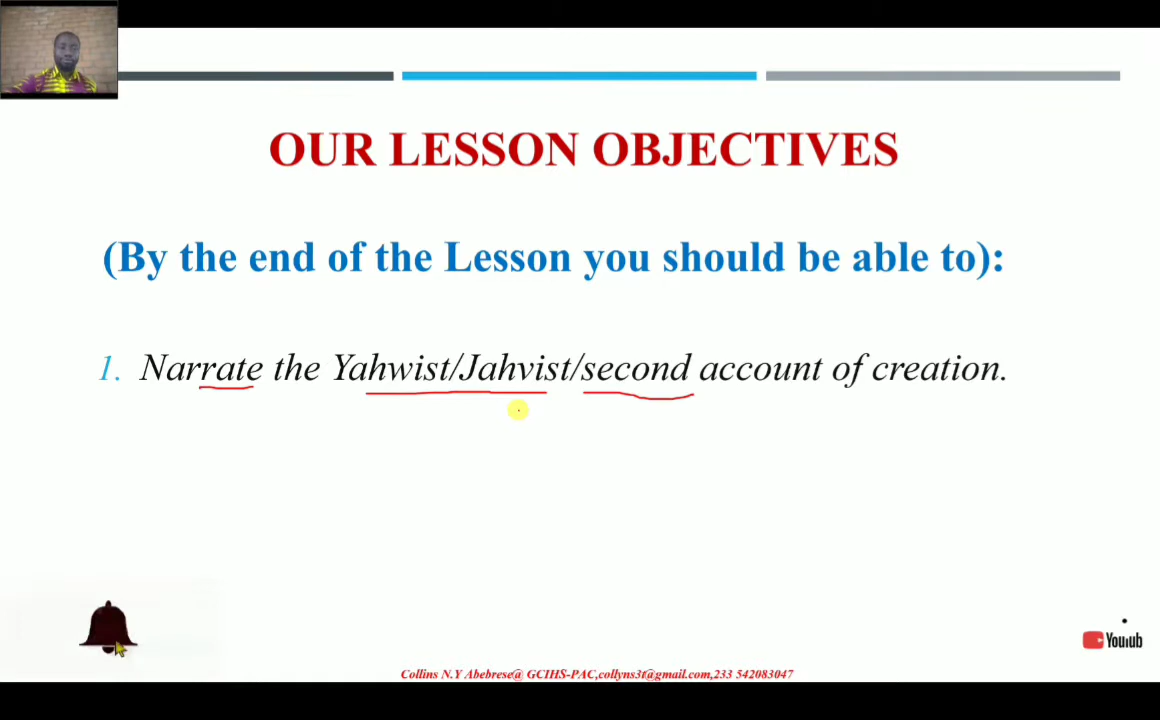 OUR LESSON OBJECTIVES
(By the end of the Lesson you should be able to):
1. Narrate the Yahwist/Jahvist/second account of creation.
Youtub
Collins N.Y Abebrese@ GCIHS-PAC,collyns3t@gmail.com,233 542083047